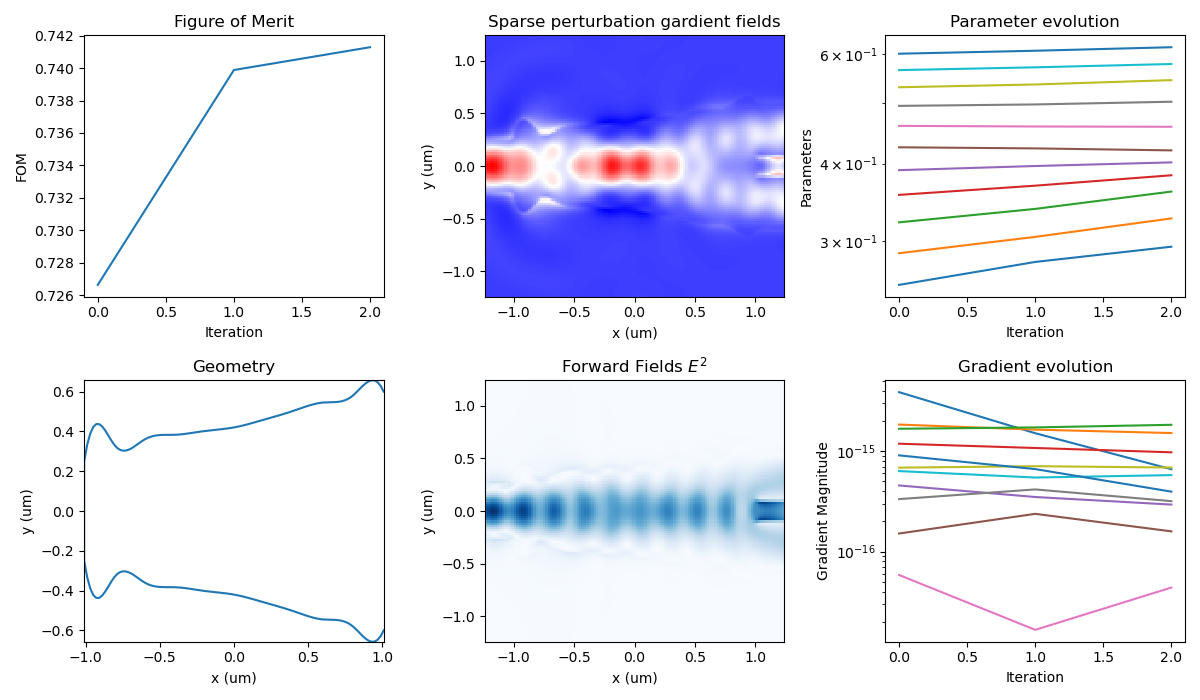 Figure of Merit
0.742
0.740
0.738
0.736
0.734
0.732
0.730
0.728
0.726
FOM
0.0 0.5 1.0 1.5 2.0
Iteration
Sparse perturbation gardient fields
1.0
0.5
0.0
−0.5
−1.0
y (um)
−1.0 −0.5 0.0 0.5 1.0
x (um)
Parameter evolution
6 × 10⁻¹
4 × 10⁻¹
3 × 10⁻¹
Parameters
0.0 0.5 1.0 1.5 2.0
Iteration
Geometry
0.6
0.4
0.2
0.0
−0.2
−0.4
−0.6
y (um)
−1.0 −0.5 0.0 0.5 1.0
x (um)
Forward Fields E²
1.0
0.5
0.0
−0.5
−1.0
y (um)
−1.0 −0.5 0.0 0.5 1.0
x (um)
Gradient evolution
10⁻¹⁵
10⁻¹⁶
Gradient Magnitude
0.0 0.5 1.0 1.5 2.0
Iteration